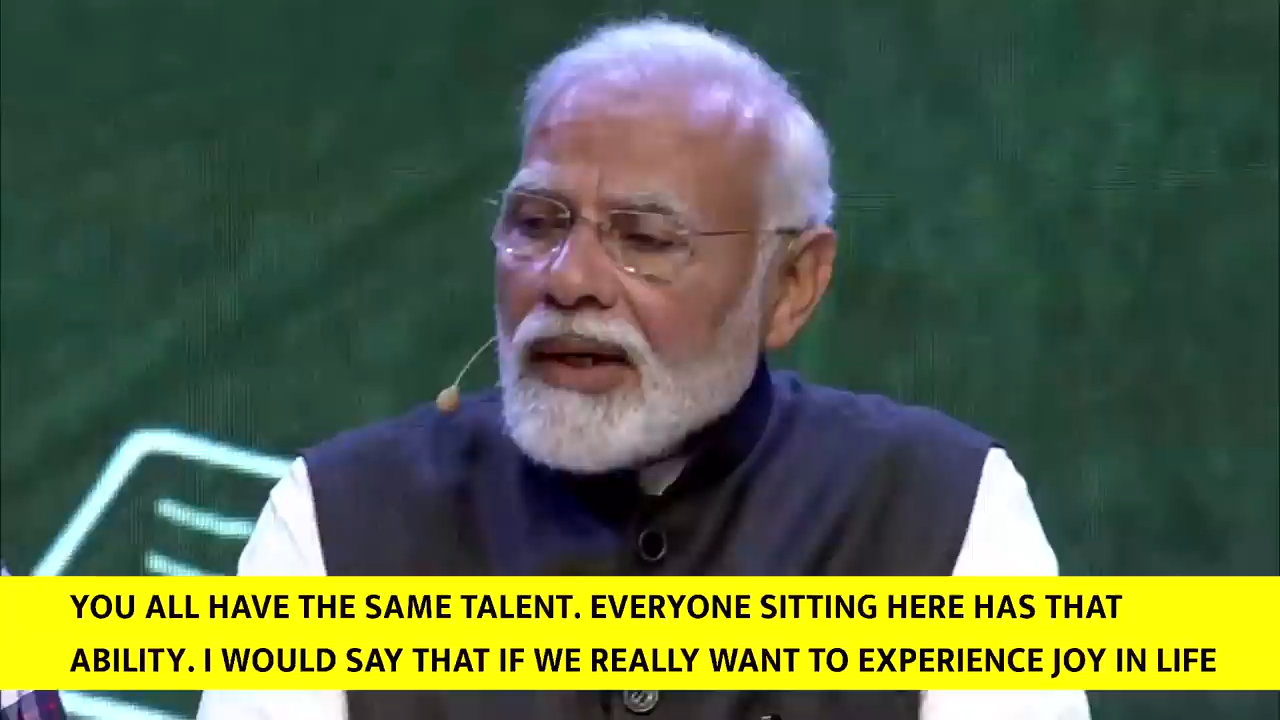 YOU ALL HAVE THE SAME TALENT. EVERYONE SITTING HERE HAS THAT
ABILITY. I WOULD SAY THAT IF WE REALLY WANT TO EXPERIENCE JOY IN LIFE